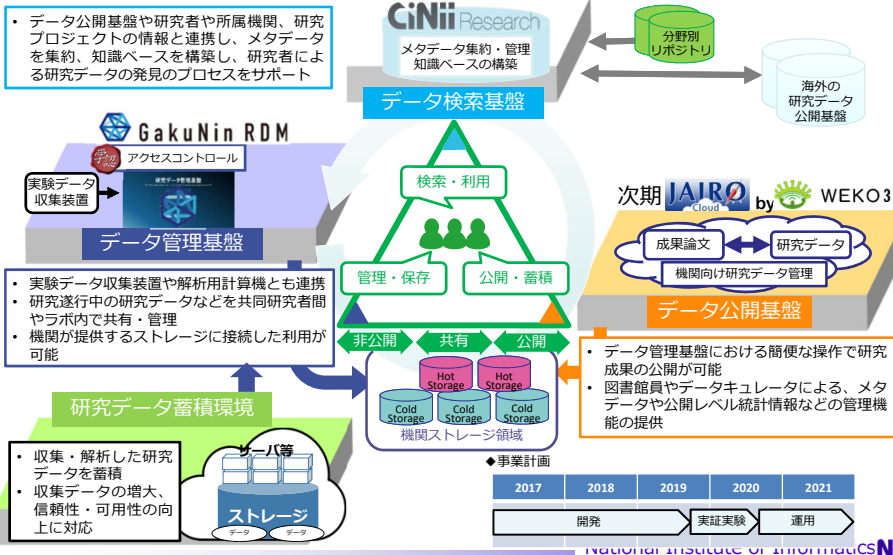 • データ公開基盤や研究者や所属機関、研究
プロジェクトの情報と連携し、メタデータ
を集約、知識ベースを構築し、研究者によ
る研究データの発見のプロセスをサポート
CiNii Research
メタデータ集約・管理
知識ベースの構築
データ検索基盤
分野別
リポジトリ
海外の
研究データ
公開基盤
GakuNin RDM
学認
アクセスコントロール
実験データ
収集装置
研究データ管理基盤
データ管理基盤
検索・利用
管理・保存
公開・蓄積
次期 JAIRO Cloud by WEKO3
成果論文
研究データ
機関向け研究データ管理
データ公開基盤
• 実験データ収集装置や解析用計算機とも連携
• 研究遂行中の研究データなどを共同研究者間
やラボ内で共有・管理
• 機関が提供するストレージに接続した利用が
可能
非公開
共有
公開
Hot
Storage
Hot
Storage
Cold
Storage
Cold
Storage
Cold
Storage
機関ストレージ領域
• データ管理基盤における簡便な操作で研究
成果の公開が可能
• 図書館員やデータキュレータによる、メタ
データや公開レベル統計情報などの管理機
能の提供
研究データ蓄積環境
• 収集・解析した研究
データを蓄積
• 収集データの増大、
信頼性・可用性の向
上に対応
サーバ等
ストレージ
データ
データ
◆事業計画
2017 2018 2019 2020 2021
開発
実証実験
運用
National Institute of Informatics